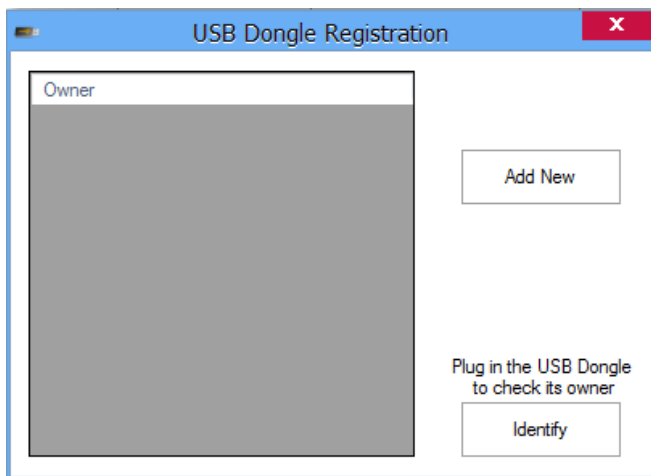 USB Dongle Registration
x
Owner
Add New
Plug in the USB Dongle
to check its owner
Identify